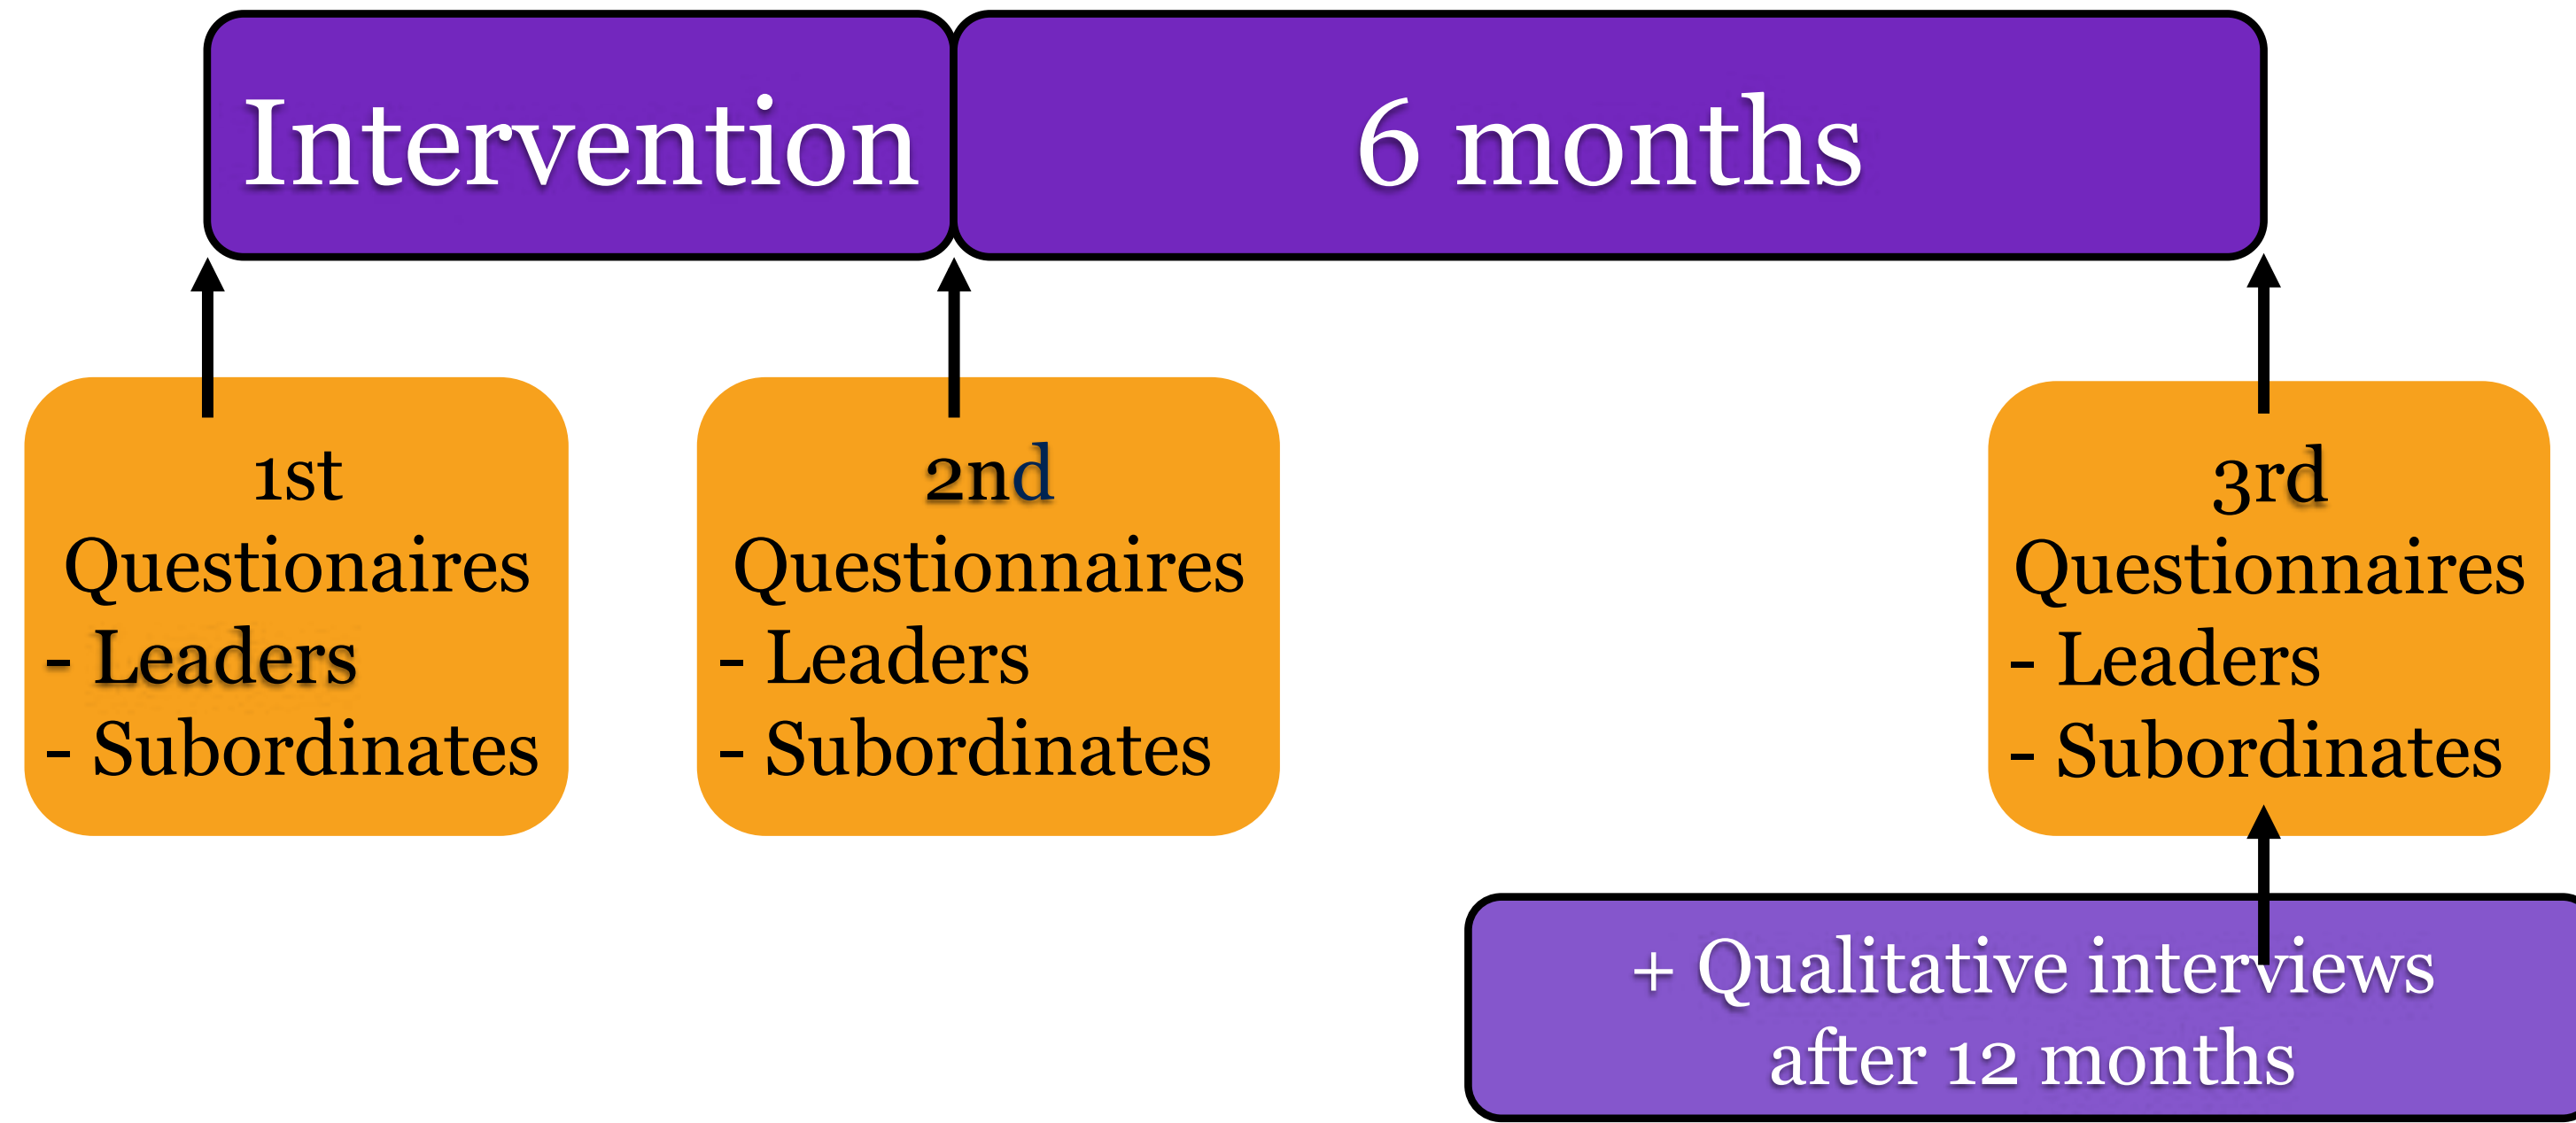 Intervention
6 months
1st
Questionaires
- Leaders
- Subordinates
2nd
Questionnaires
- Leaders
- Subordinates
3rd
Questionnaires
- Leaders
- Subordinates
+ Qualitative interviews
after 12 months